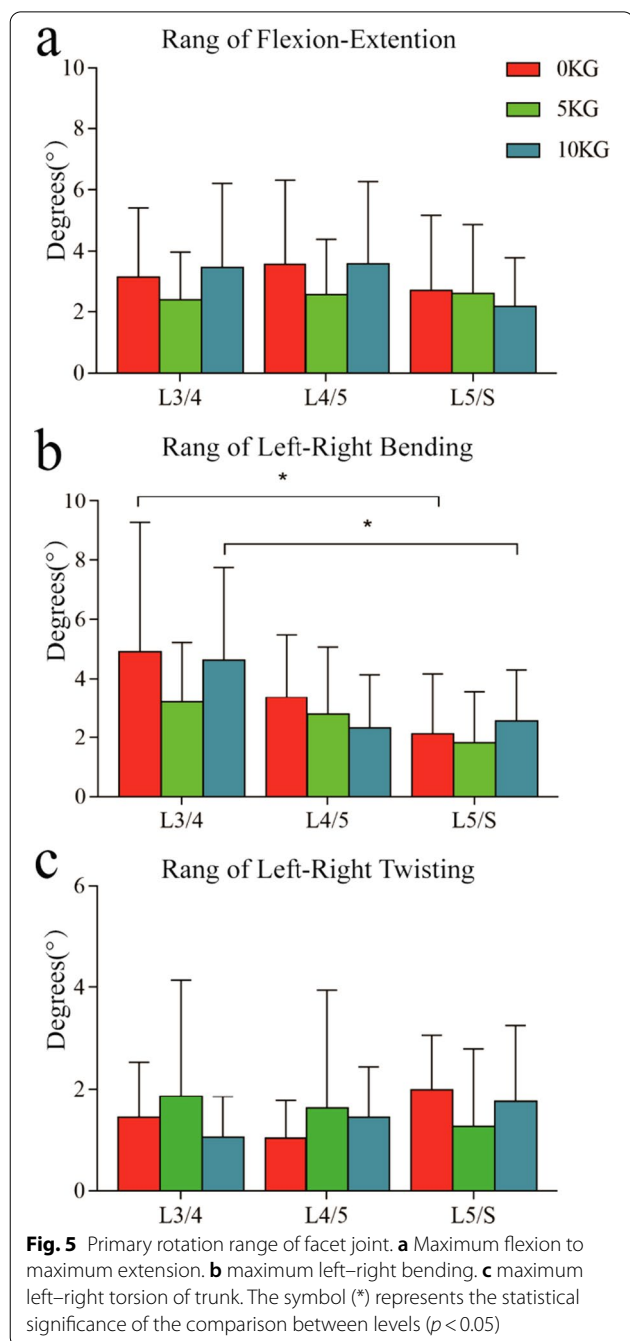 a
Rang of Flexion-Extention
0KG
5KG
10KG
Degrees(°)
10
8
6
4
2
0
L3/4 L4/5 L5/S
b
Rang of Left-Right Bending
*
*
Degrees(°)
10
8
6
4
2
0
L3/4 L4/5 L5/S
c
Rang of Left-Right Twisting
Degrees(°)
6
4
2
0
L3/4 L4/5 L5/S
Fig. 5 Primary rotation range of facet joint. a Maximum flexion to
maximum extension. b maximum left–right bending. c maximum
left–right torsion of trunk. The symbol (*) represents the statistical
significance of the comparison between levels (p < 0.05)